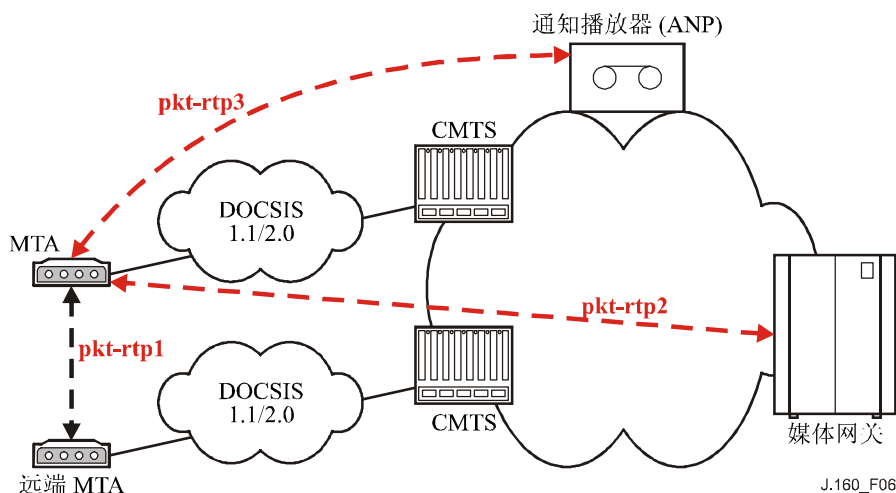 通知播放器 (ANP)
pkt-rtp3
CMTS
DOCSIS
1.1/2.0
MTA
pkt-rtp2
pkt-rtp1
DOCSIS
1.1/2.0
CMTS
媒体网关
远端 MTA
J.160_F06